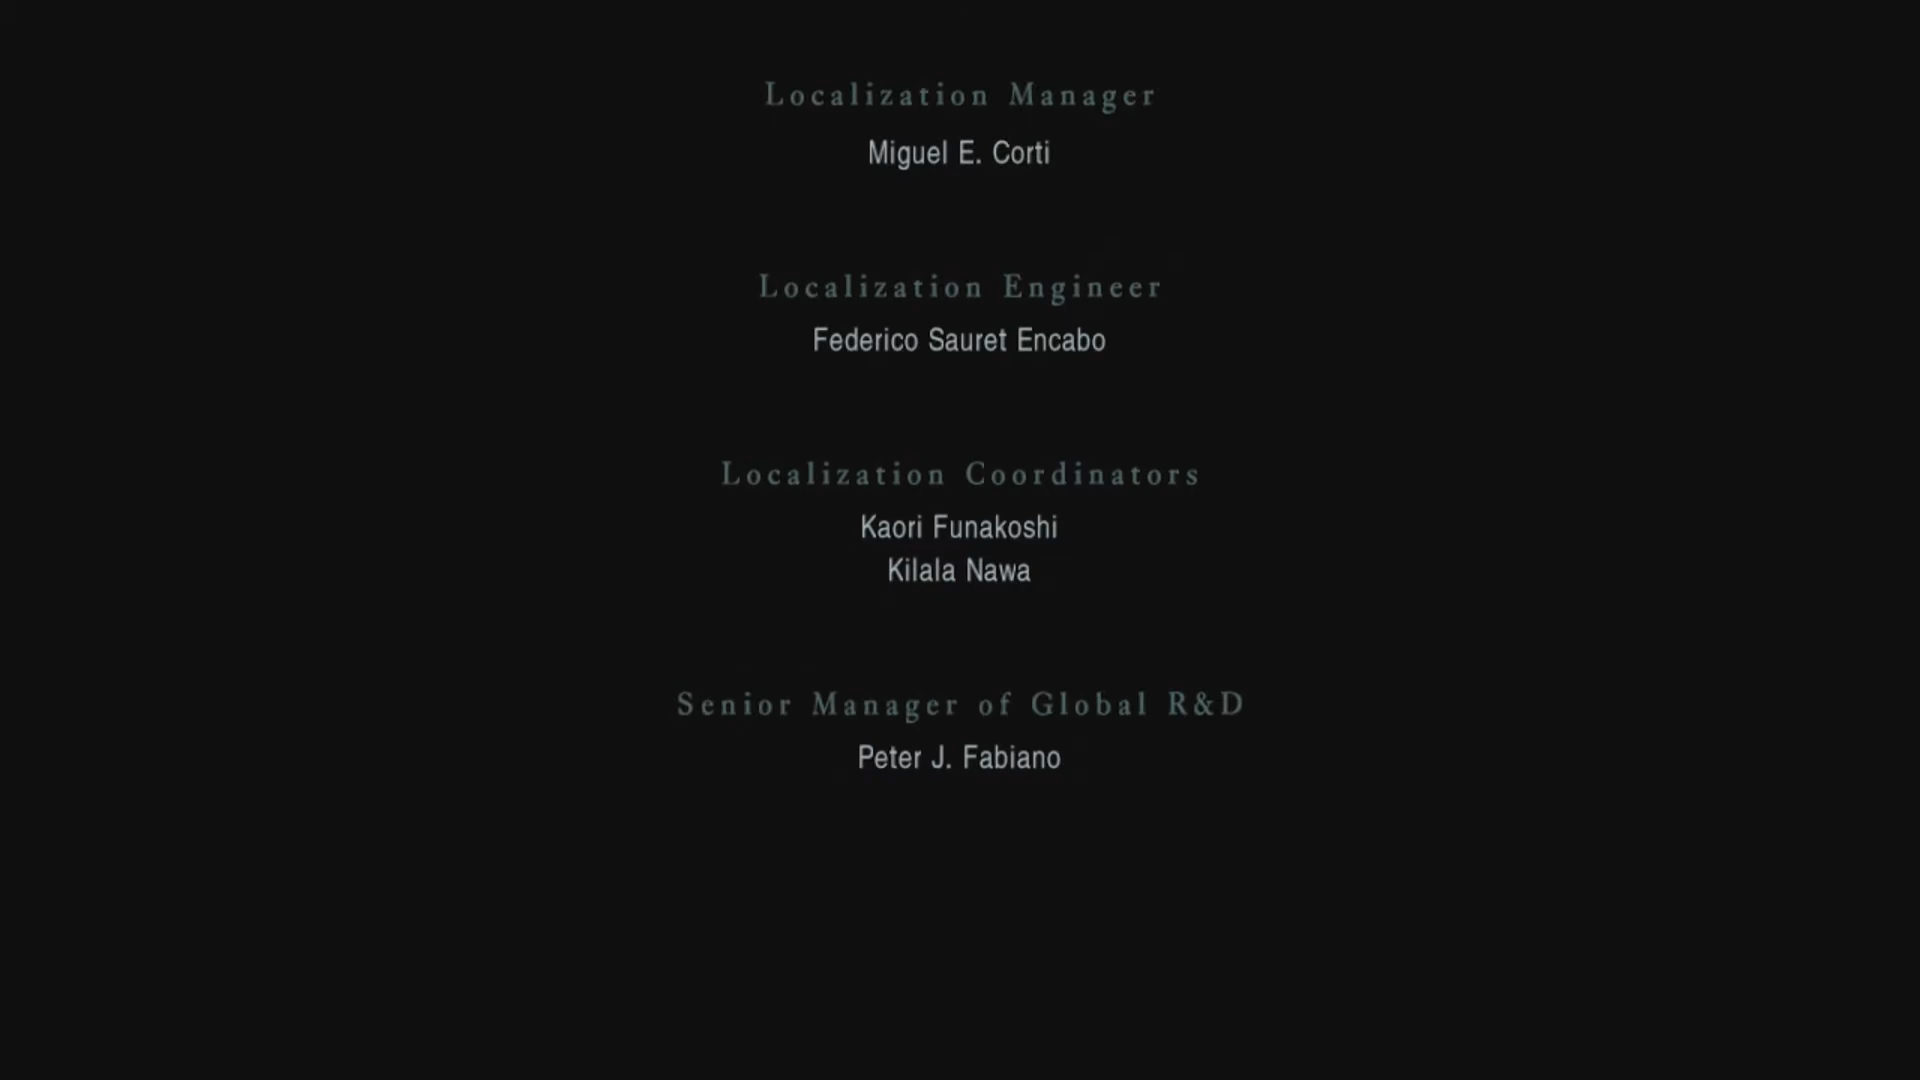 Localization Manager
Miguel E. Corti
Localization Engineer
Federico Sauret Encabo
Localization Coordinators
Kaori Funakoshi
Kilala Nawa
Senior Manager of Global R&D
Peter J. Fabiano